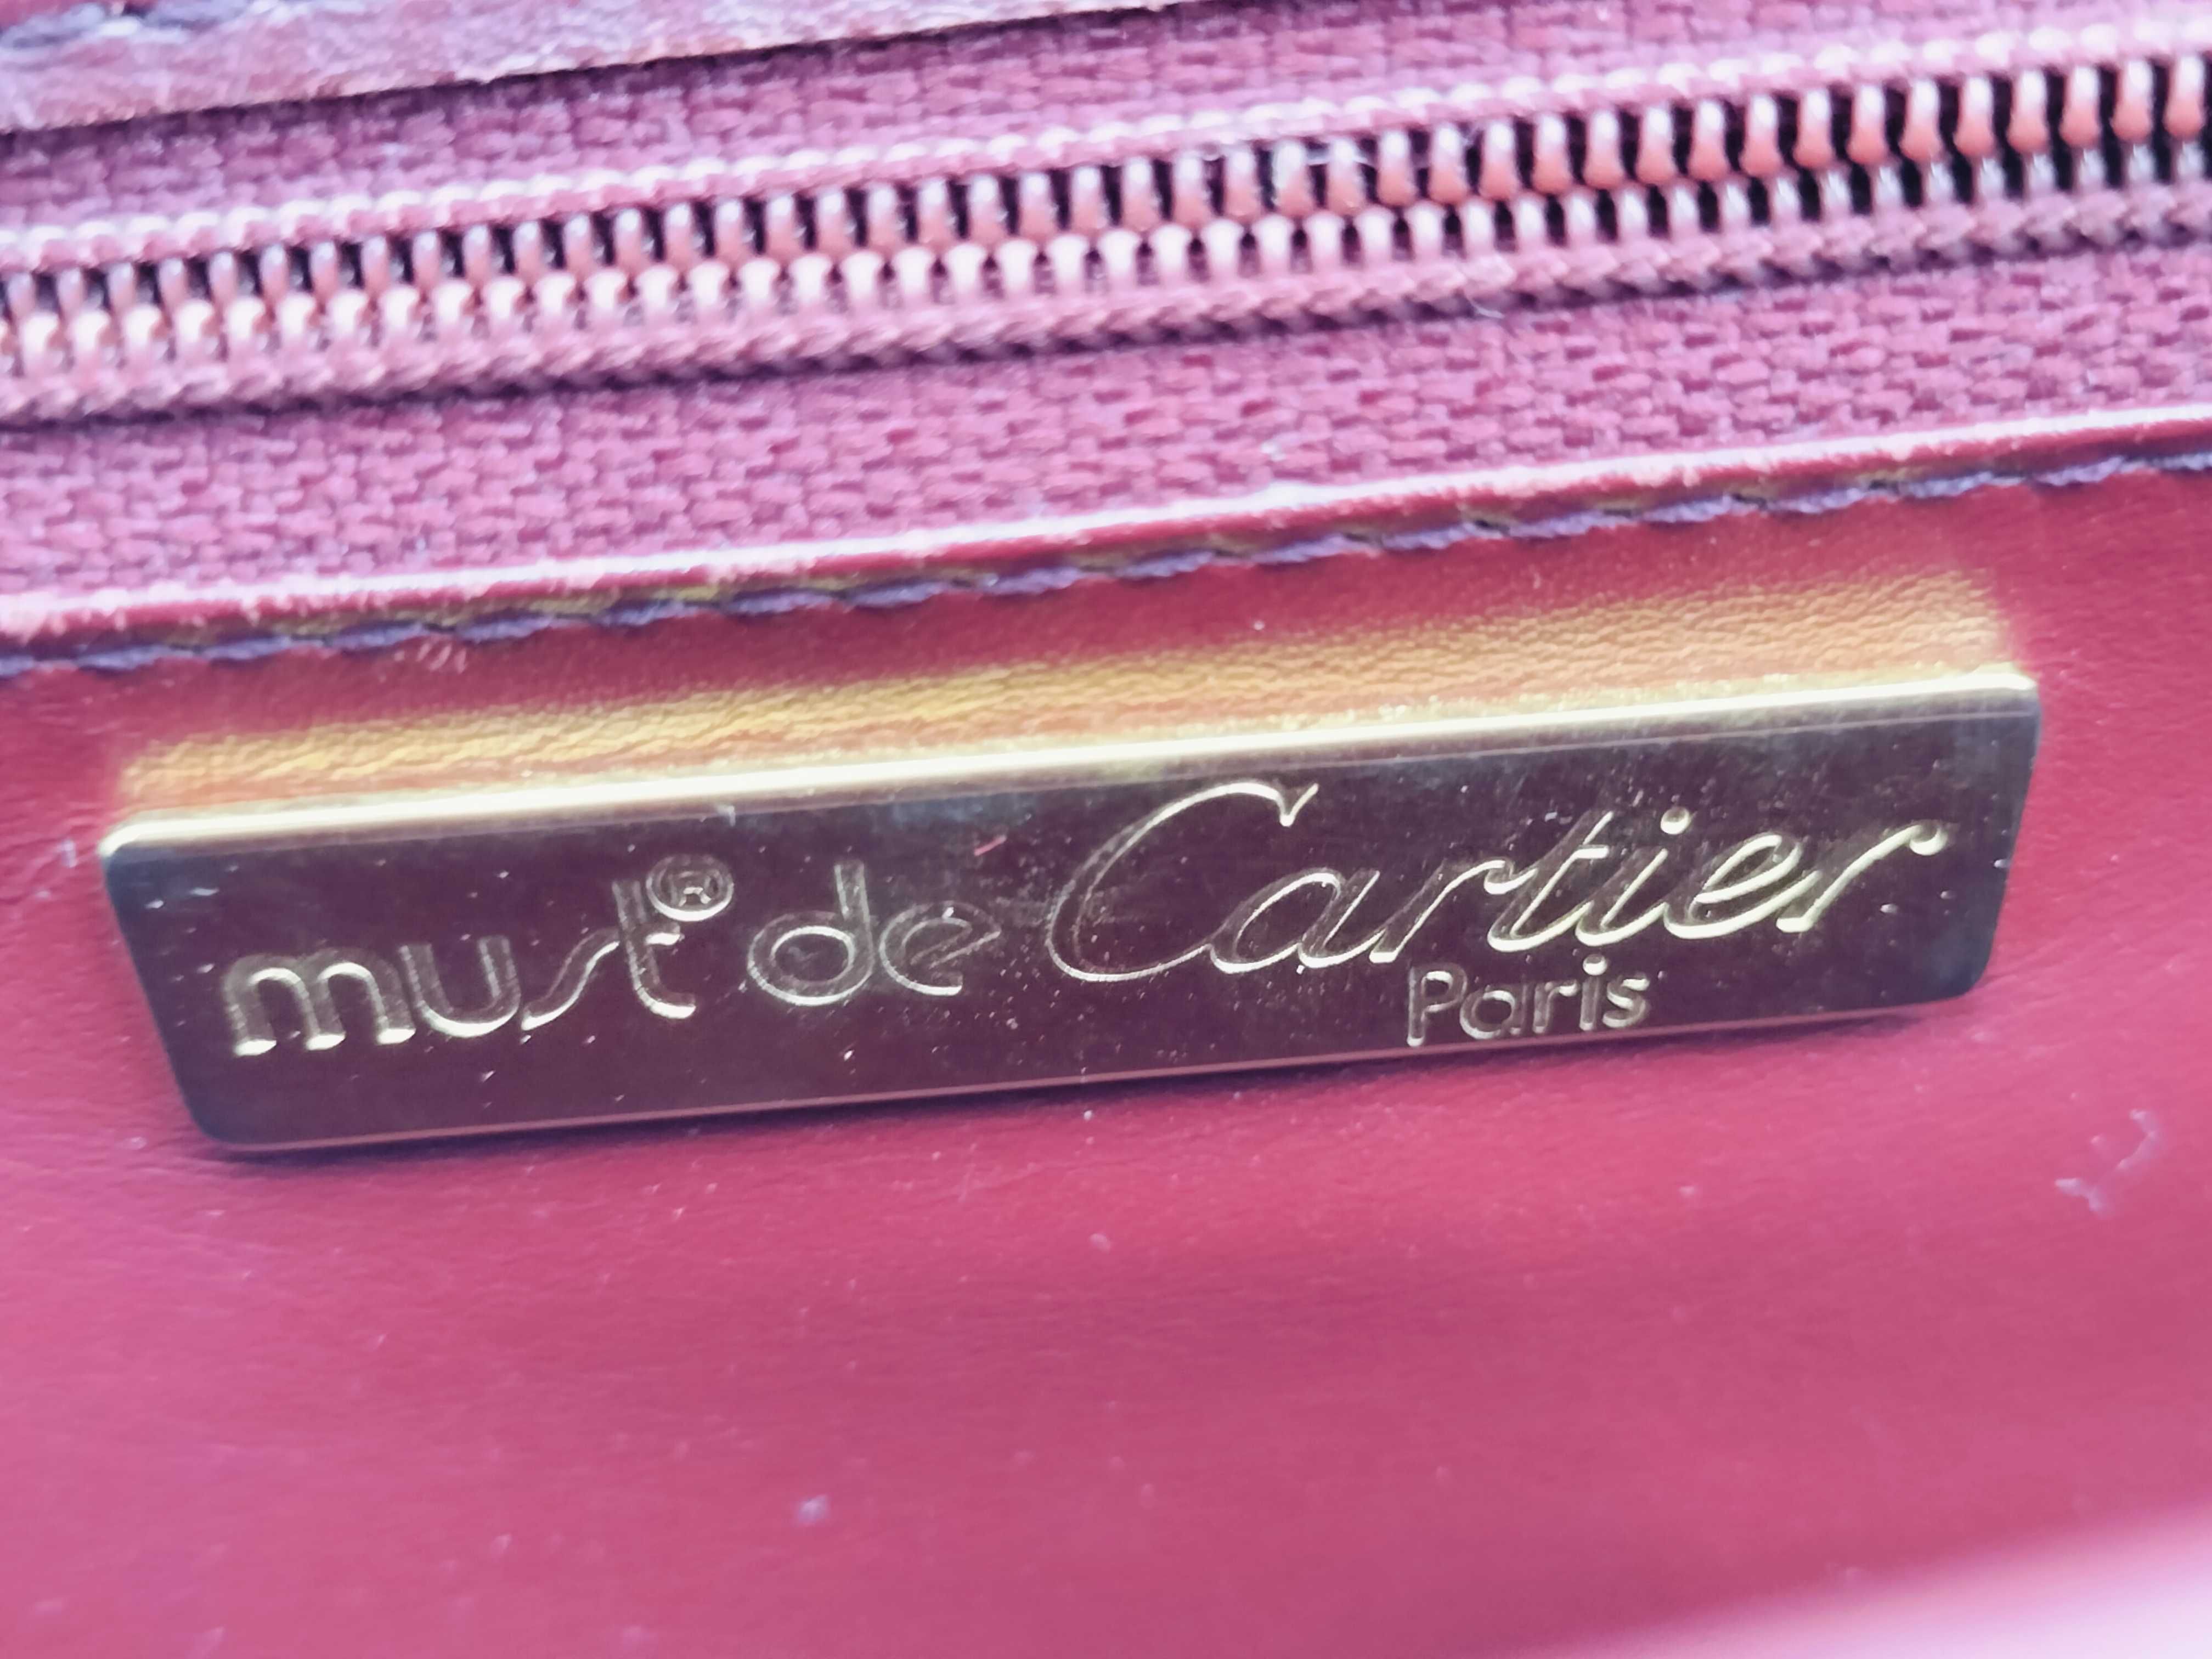 must® de Cartier
Paris